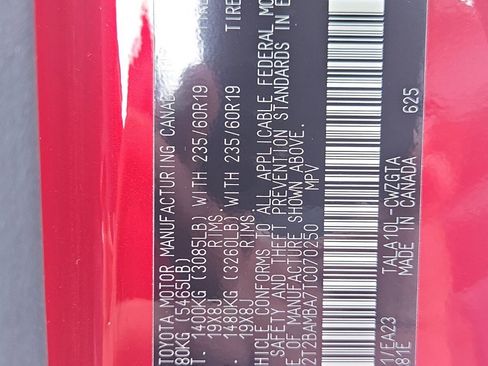 TOYOTA MOTOR MANUFACTURING CANAD
80KG (5465LB)
T. 1400KG (3085LB) WITH 235/60R19 TIRE
19X8J RIMS,
1480KG (3260LB) WITH 235/60R19 TIRE
19X8J RIMS,
HICLE CONFORMS TO ALL APPLICABLE FEDERAL MO
SAFETY AND THEFT PREVENTION STANDARDS IN E
E OF MANUFACTURE SHOWN ABOVE.
2T2BAMBA7TC070250 MPV
TALA10L-CWZGTA 625
1/EA23 MADE IN CANADA
81E